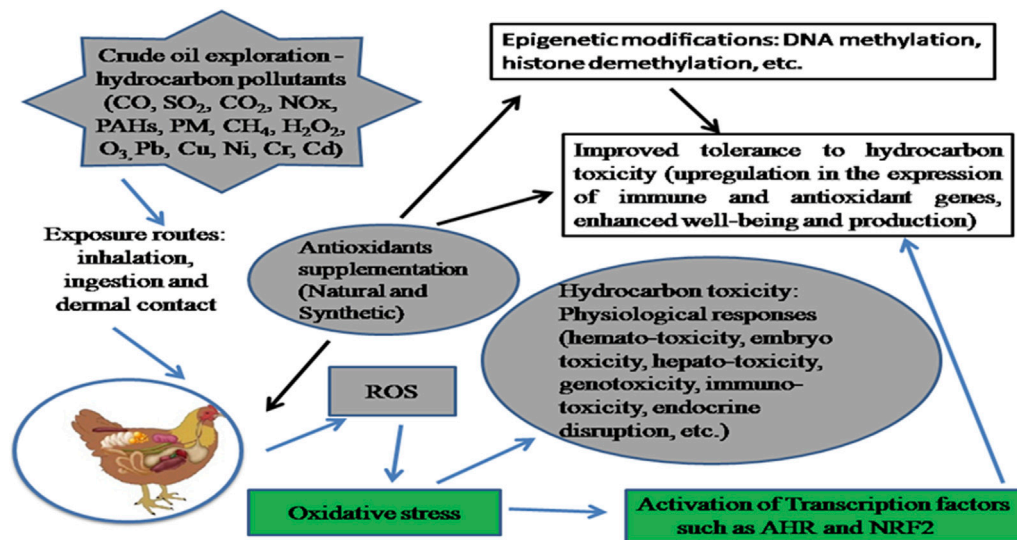 Crude oil exploration -
hydrocarbon pollutants
(CO, SO₂, CO₂, NOx,
PAHs, PM, CH₄, H₂O₂,
O₃, Pb, Cu, Ni, Cr, Cd)
Epigenetic modifications: DNA methylation,
histone demethylation, etc.
Improved tolerance to hydrocarbon
toxicity (upregulation in the expression
of immune and antioxidant genes,
enhanced well-being and production)
Exposure routes:
inhalation,
ingestion and
dermal contact
Antioxidants
supplementation
(Natural and
Synthetic)
Hydrocarbon toxicity:
Physiological responses
(hemato-toxicity, embryo
toxicity, hepato-toxicity,
genotoxicity, immuno-
toxicity, endocrine
disruption, etc.)
ROS
Oxidative stress
Activation of Transcription factors
such as AHR and NRF2